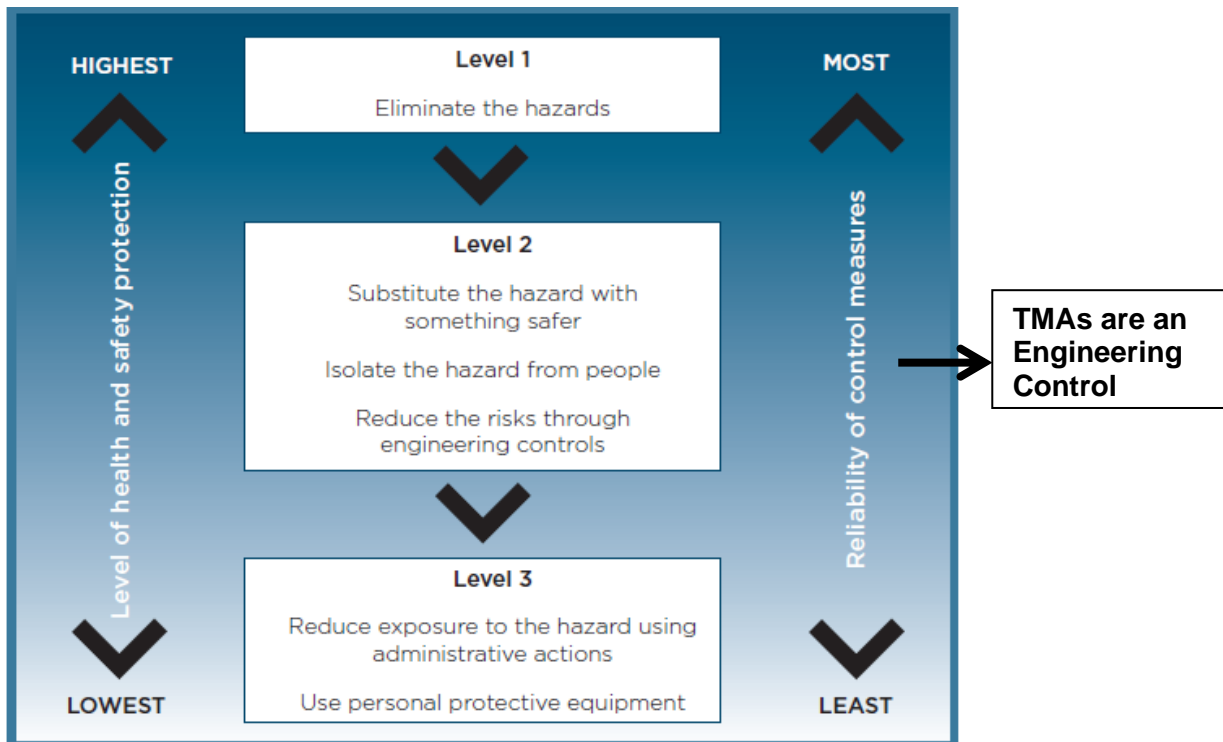 HIGHEST
Level of health and safety protection
LOWEST
Level 1
Eliminate the hazards
Level 2
Substitute the hazard with
something safer
Isolate the hazard from people
Reduce the risks through
engineering controls
Level 3
Reduce exposure to the hazard using
administrative actions
Use personal protective equipment
MOST
Reliability of control measures
LEAST
TMAs are an
Engineering
Control